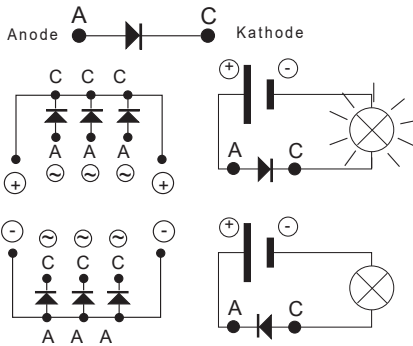 A C
Anode Kathode
C C C
A A A
~ ~ ~
+ +
+ -
A C
- ~ ~ ~ -
C C C
A A A
+ -
A C